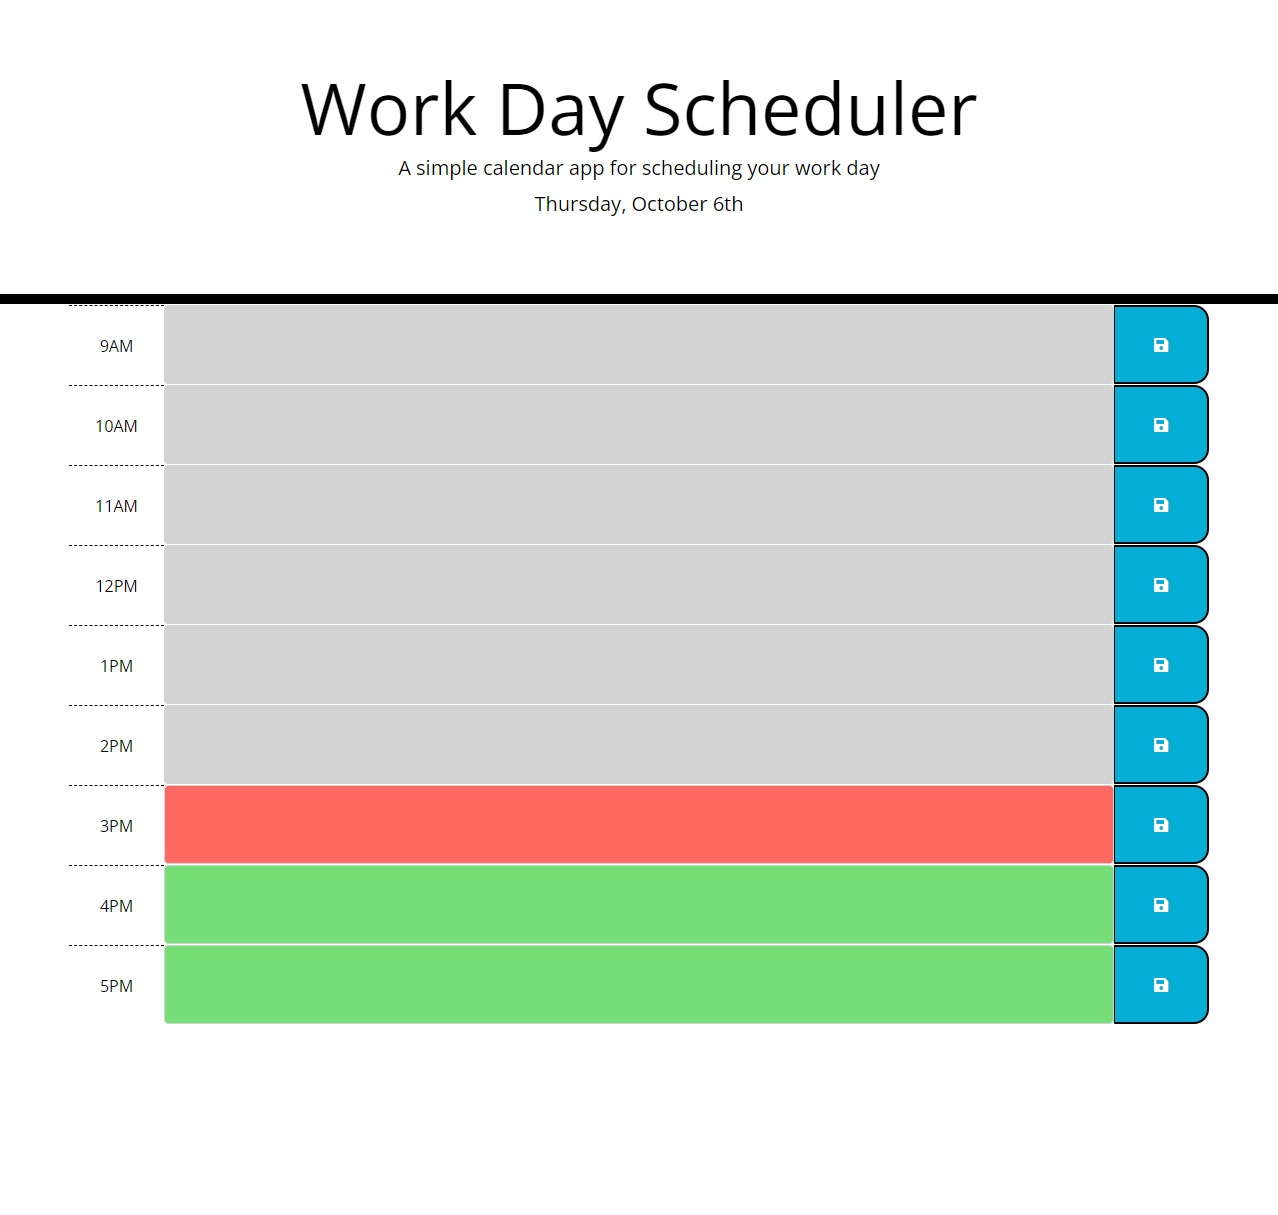 Work Day Scheduler
A simple calendar app for scheduling your work day
Thursday, October 6th
9AM
10AM
11AM
12PM
1PM
2PM
3PM
4PM
5PM